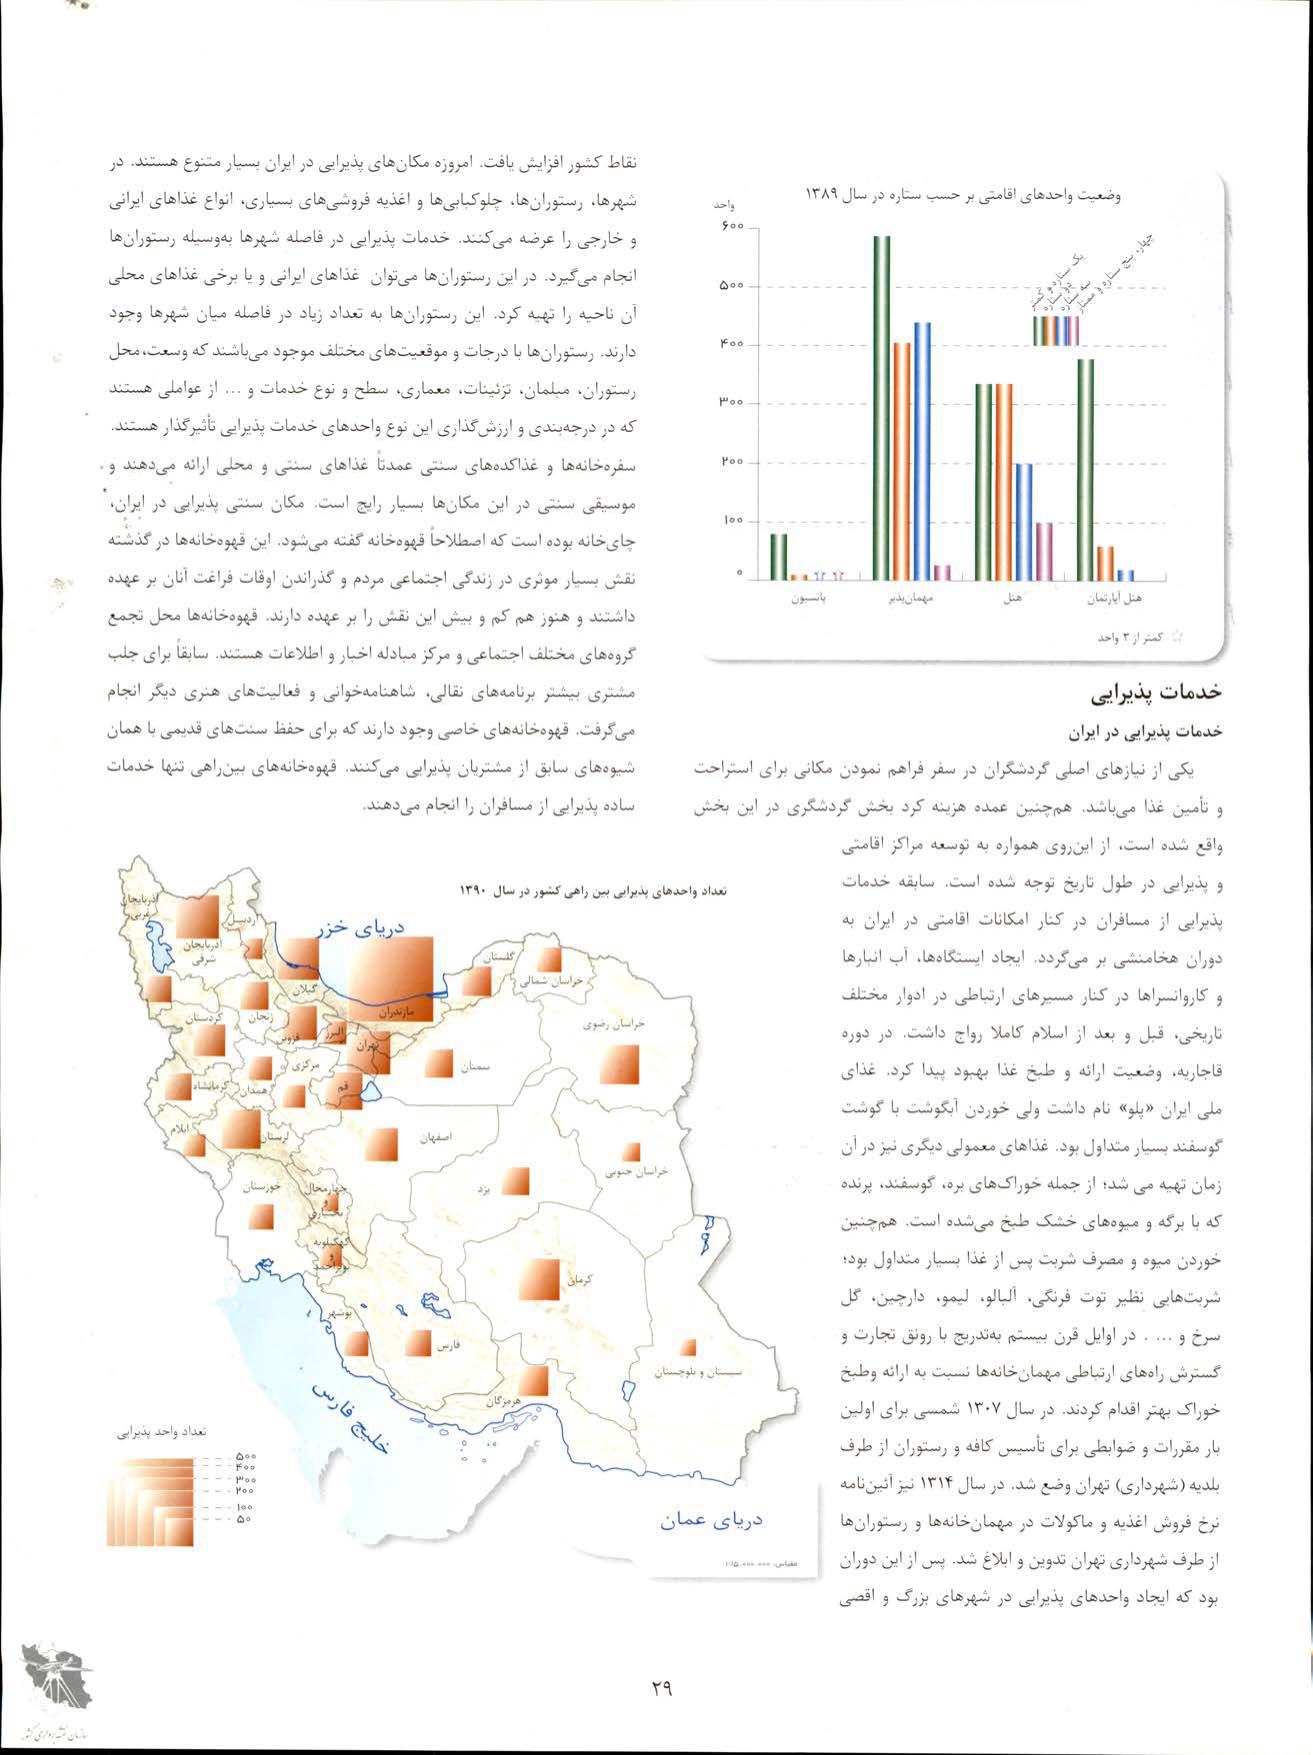 وضعیت واحدهای اقامتی بر حسب ستاره در سال ۱۳۸۹
واحد
۶۰۰
۵۰۰
۴۰۰
۳۰۰
۲۰۰
۱۰۰
۰
یک ستاره و کمتر
دو ستاره
سه ستاره
چهار، پنج ستاره و ممتاز
پانسیون
مهمان‌پذیر
هتل
هتل آپارتمان
☆ کمتر از ۳ واحد
خدمات پذیرایی
خدمات پذیرایی در ایران
یکی از نیازهای اصلی گردشگران در سفر فراهم نمودن مکانی برای استراحت
و تأمین غذا می‌باشد. هم‌چنین عمده هزینه کرد بخش گردشگری در این بخش
واقع شده است، از این‌روی همواره به توسعه مراکز اقامتی
و پذیرایی در طول تاریخ توجه شده است. سابقه خدمات
پذیرایی از مسافران در کنار امکانات اقامتی در ایران به
دوران هخامنشی بر می‌گردد. ایجاد ایستگاه‌ها، آب انبارها
و کاروانسراها در کنار مسیرهای ارتباطی در ادوار مختلف
تاریخی، قبل و بعد از اسلام کاملا رواج داشت. در دوره
قاجاریه، وضعیت ارائه و طبخ غذا بهبود پیدا کرد. غذای
ملی ایران «پلو» نام داشت ولی خوردن آبگوشت با گوشت
گوسفند بسیار متداول بود. غذاهای معمولی دیگری نیز در آن
زمان تهیه می شد؛ از جمله خوراک‌های بره، گوسفند، پرنده
که با برگه و میوه‌های خشک طبخ می‌شده است. هم‌چنین
خوردن میوه و مصرف شربت پس از غذا بسیار متداول بود؛
شربت‌هایی نظیر توت فرنگی، آلبالو، لیمو، دارچین، گل
سرخ و ... . در اوایل قرن بیستم به‌تدریج با رونق تجارت و
گسترش راه‌های ارتباطی مهمان‌خانه‌ها نسبت به ارائه وطبخ
خوراک بهتر اقدام کردند. در سال ۱۳۰۷ شمسی برای اولین
بار مقررات و ضوابطی برای تأسیس کافه و رستوران از طرف
بلدیه (شهرداری) تهران وضع شد. در سال ۱۳۱۴ نیز آئین‌نامه
نرخ فروش اغذیه و ماکولات در مهمان‌خانه‌ها و رستوران‌ها
از طرف شهرداری تهران تدوین و ابلاغ شد. پس از این دوران
بود که ایجاد واحدهای پذیرایی در شهرهای بزرگ و اقصی
نقاط کشور افزایش یافت. امروزه مکان‌های پذیرایی در ایران بسیار متنوع هستند. در
شهرها، رستوران‌ها، چلوکبابی‌ها و اغذیه فروشی‌های بسیاری، انواع غذاهای ایرانی
و خارجی را عرضه می‌کنند. خدمات پذیرایی در فاصله شهرها به‌وسیله رستوران‌ها
انجام می‌گیرد. در این رستوران‌ها می‌توان غذاهای ایرانی و یا برخی غذاهای محلی
آن ناحیه را تهیه کرد. این رستوران‌ها به تعداد زیاد در فاصله میان شهرها وجود
دارند. رستوران‌ها با درجات و موقعیت‌های مختلف موجود می‌باشند که وسعت،محل
رستوران، مبلمان، تزئینات، معماری، سطح و نوع خدمات و ... از عواملی هستند
که در درجه‌بندی و ارزش‌گذاری این نوع واحدهای خدمات پذیرایی تأثیرگذار هستند.
سفره‌خانه‌ها و غذاکده‌های سنتی عمدتاً غذاهای سنتی و محلی ارائه می‌دهند و
موسیقی سنتی در این مکان‌ها بسیار رایج است. مکان سنتی پذیرایی در ایران،
چای‌خانه بوده است که اصطلاحاً قهوه‌خانه گفته می‌شود. این قهوه‌خانه‌ها در گذشته
نقش بسیار موثری در زندگی اجتماعی مردم و گذراندن اوقات فراغت آنان بر عهده
داشتند و هنوز هم کم و بیش این نقش را بر عهده دارند. قهوه‌خانه‌ها محل تجمع
گروه‌های مختلف اجتماعی و مرکز مبادله اخبار و اطلاعات هستند. سابقاً برای جلب
مشتری بیشتر برنامه‌های نقالی، شاهنامه‌خوانی و فعالیت‌های هنری دیگر انجام
می‌گرفت. قهوه‌خانه‌های خاصی وجود دارند که برای حفظ سنت‌های قدیمی با همان
شیوه‌های سابق از مشتریان پذیرایی می‌کنند. قهوه‌خانه‌های بین‌راهی تنها خدمات
ساده پذیرایی از مسافران را انجام می‌دهند.
تعداد واحدهای پذیرایی بین راهی کشور در سال ۱۳۹۰
آذربایجان
غربی
آذربایجان
شرقی
اردبیل
دریای خزر
گیلان
مازندران
گلستان
خراسان شمالی
خراسان رضوی
کردستان
زنجان
قزوین
البرز
تهران
سمنان
کرمانشاه
همدان
مرکزی
قم
ایلام
لرستان
اصفهان
خراسان جنوبی
خوزستان
چهارمحال
و
بختیاری
یزد
کهگیلویه
و
بویراحمد
کرمان
بوشهر
فارس
سیستان و بلوچستان
هرمزگان
خلیج فارس
دریای عمان
تعداد واحد پذیرایی
۵۰۰
۴۰۰
۳۰۰
۲۰۰
۱۰۰
۵۰
مقیاس: ۱:۱۵.۰۰۰.۰۰۰
۲۹
سازمان نقشه‌برداری کشور